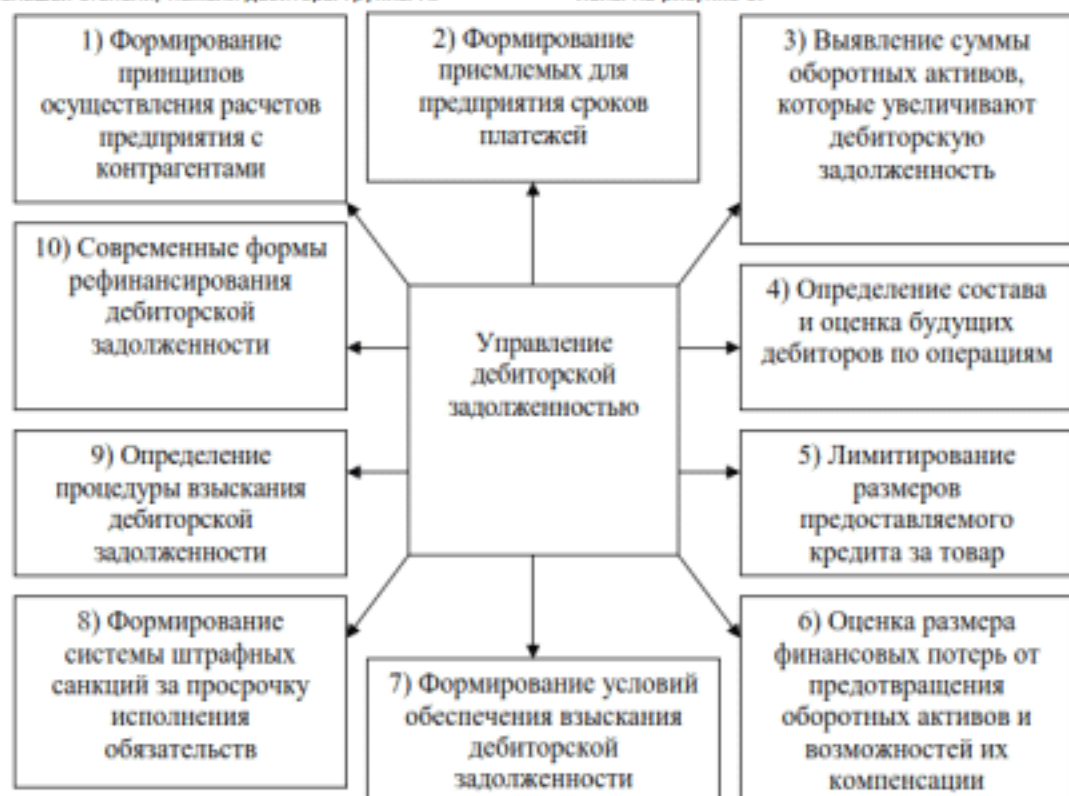 1) Формирование
принципов
осуществления расчетов
предприятия с
контрагентами
2) Формирование
приемлемых для
предприятия сроков
платежей
3) Выявление суммы
оборотных активов,
которые увеличивают
дебиторскую
задолженность
10) Современные формы
рефинансирования
дебиторской
задолженности
Управление
дебиторской
задолженностью
4) Определение состава
и оценка будущих
дебиторов по операциям
9) Определение
процедуры взыскания
дебиторской
задолженности
5) Лимитирование
размеров
предоставляемого
кредита за товар
8) Формирование
системы штрафных
санкций за просрочку
исполнения
обязательств
7) Формирование условий
обеспечения взыскания
дебиторской
задолженности
6) Оценка размера
финансовых потерь от
предотвращения
оборотных активов и
возможностей их
компенсации